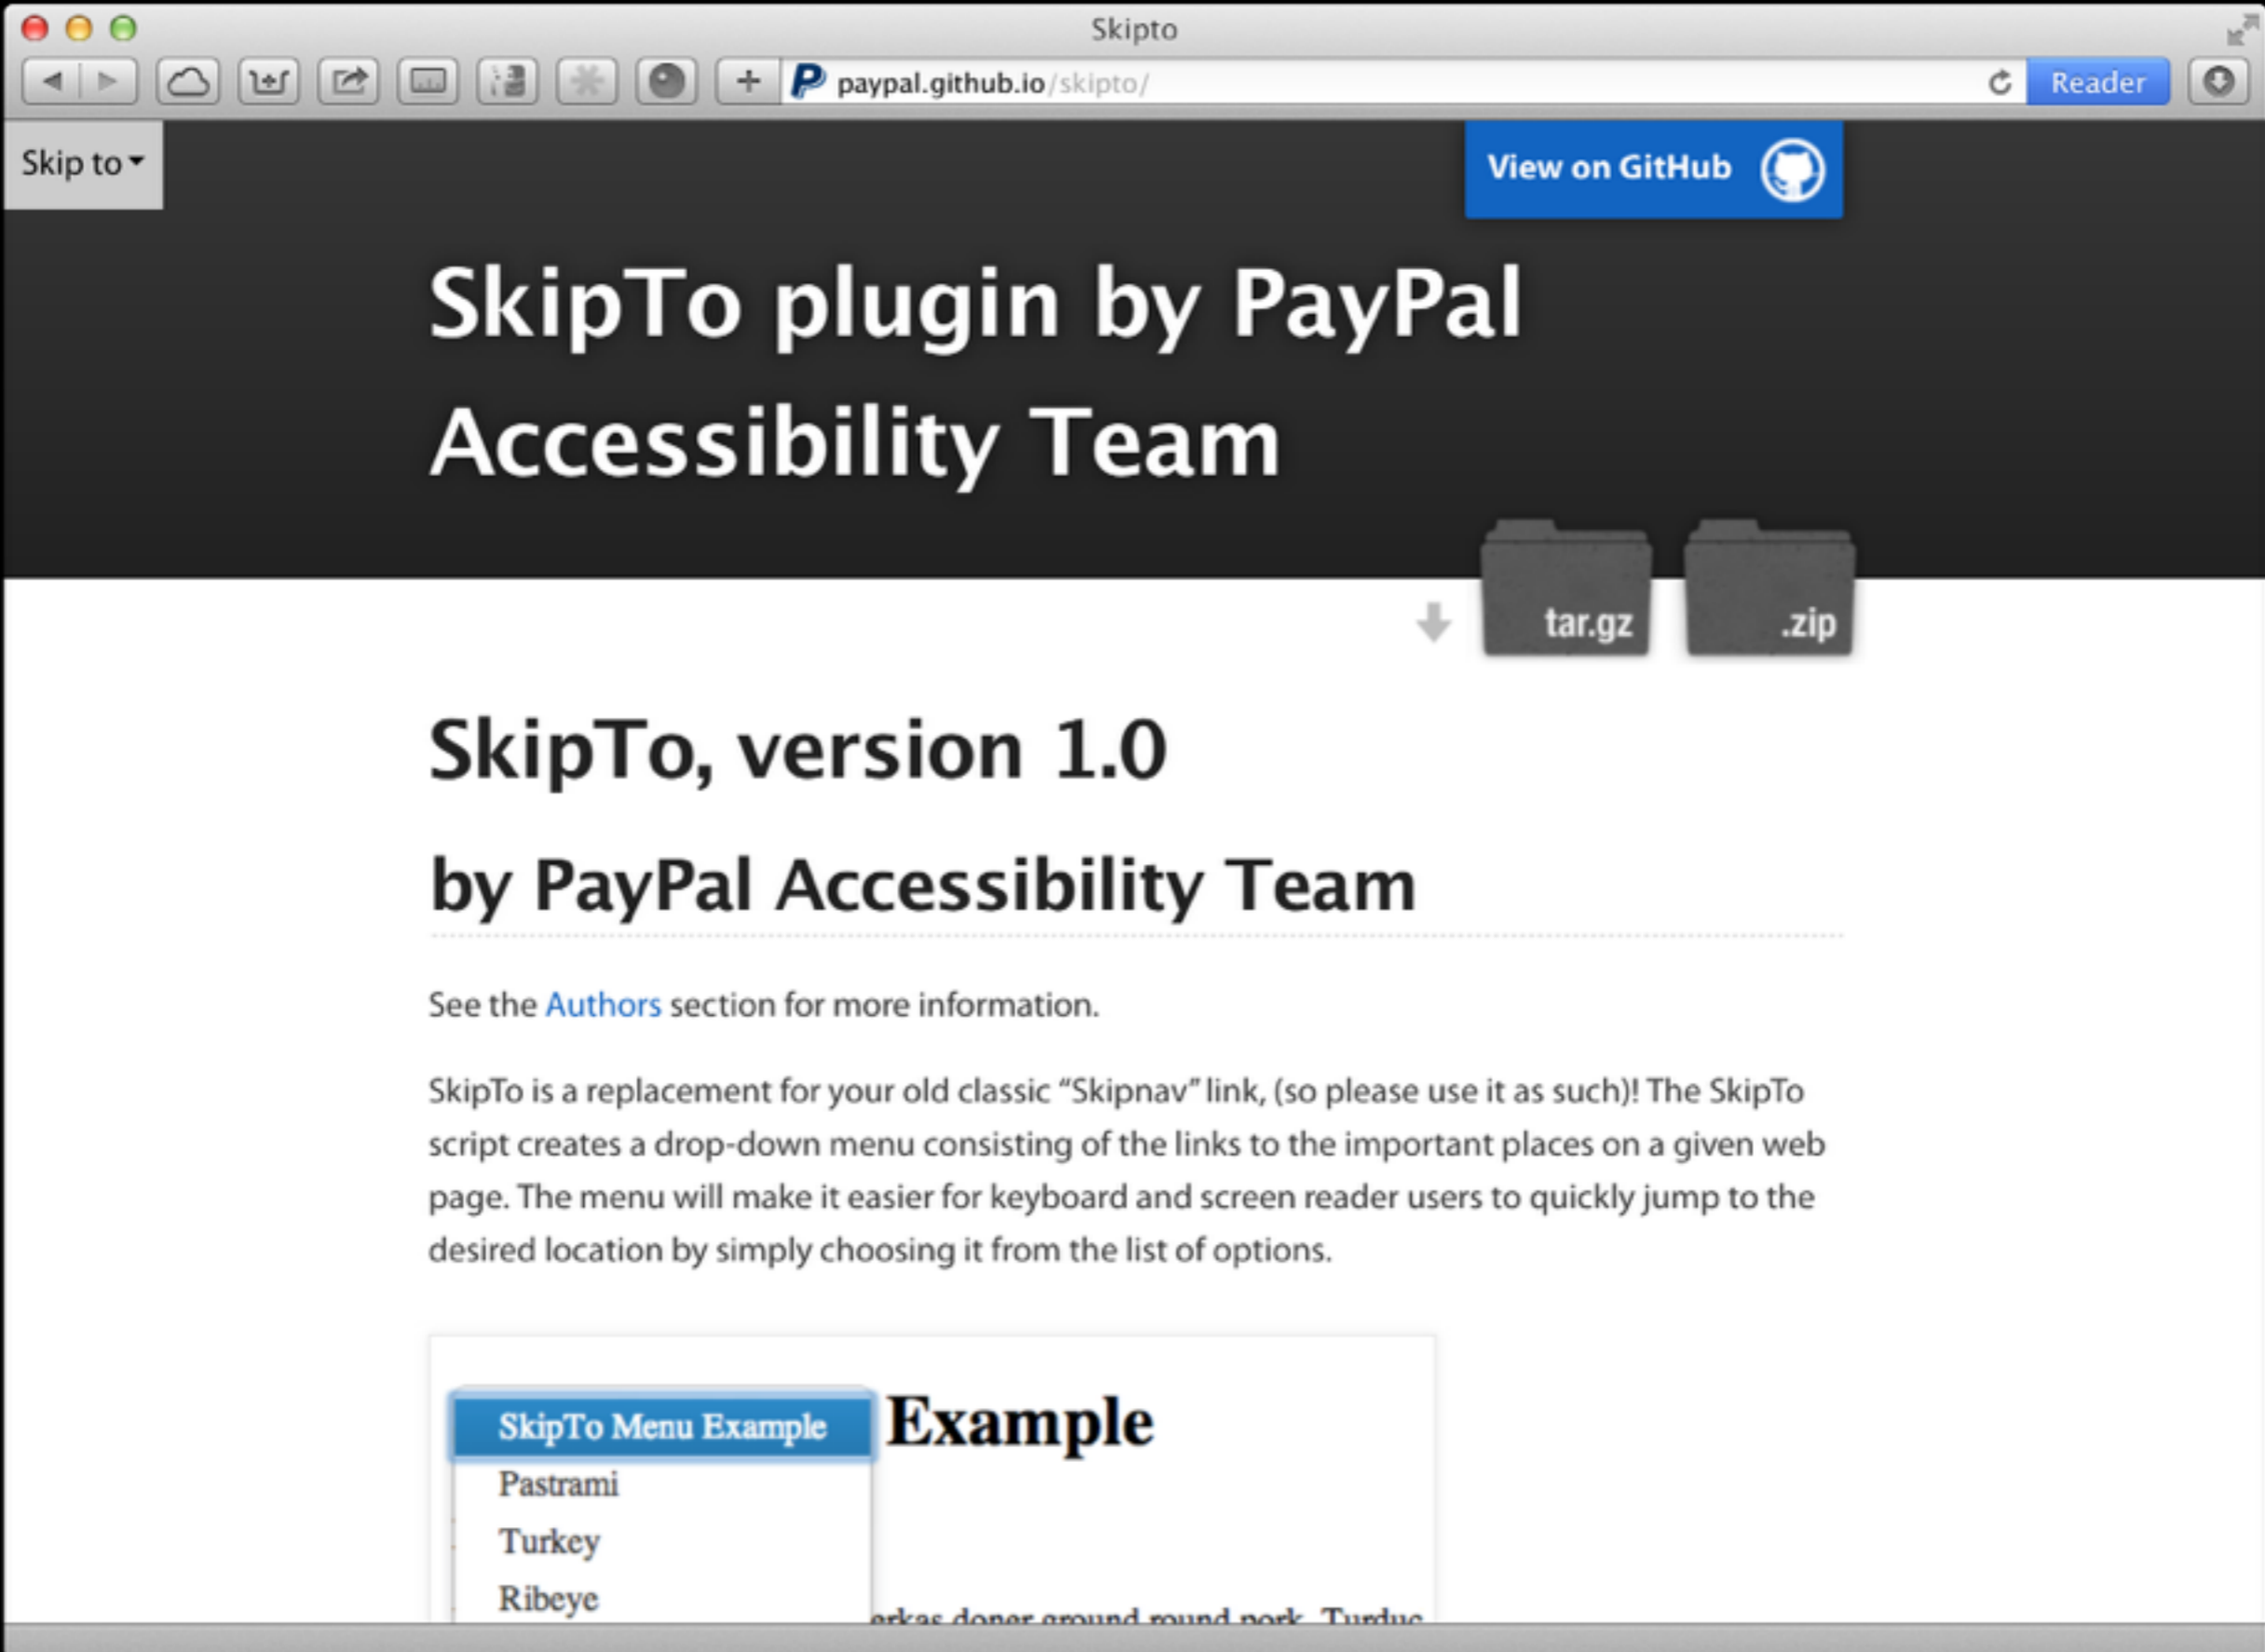 Skipto
paypal.github.io/skipto/
Reader
Skip to
View on GitHub
SkipTo plugin by PayPal
Accessibility Team
tar.gz
.zip
SkipTo, version 1.0
by PayPal Accessibility Team
See the Authors section for more information.
SkipTo is a replacement for your old classic “Skipnav” link, (so please use it as such)! The SkipTo
script creates a drop-down menu consisting of the links to the important places on a given web
page. The menu will make it easier for keyboard and screen reader users to quickly jump to the
desired location by simply choosing it from the list of options.
SkipTo Menu Example
Example
Pastrami
Turkey
Ribeye
doner ground round pork.